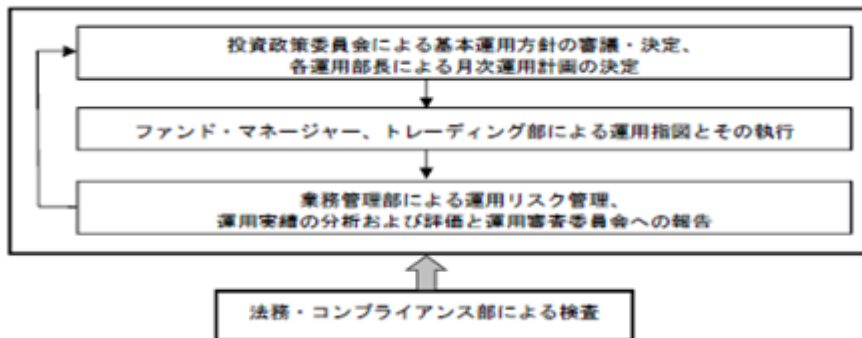 投資政策委員会による基本運用方針の審議・決定、
各運用部長による月次運用計画の決定
ファンド・マネージャー、トレーディング部による運用指図とその執行
業務管理部による運用リスク管理、
運用実績の分析および評価と運用審査委員会への報告
法務・コンプライアンス部による検査